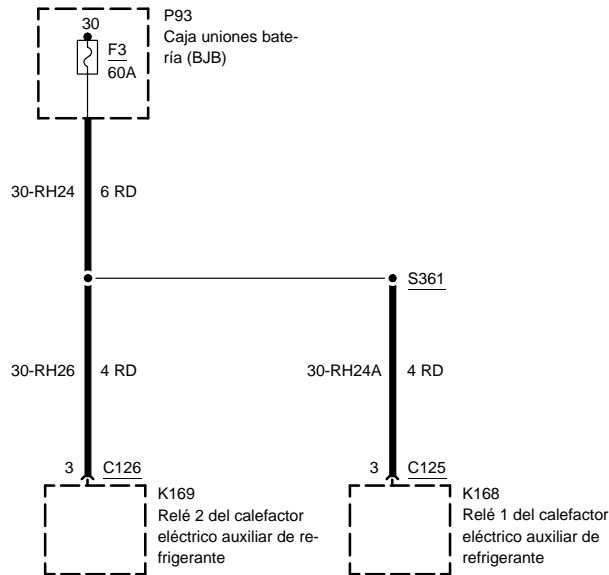 P93
Caja uniones bate-
ría (BJB)
30
F3
60A
30-RH24
6 RD
S361
30-RH26
4 RD
30-RH24A
4 RD
3
C126
3
C125
K169
Relé 2 del calefactor
eléctrico auxiliar de re-
frigerante
K168
Relé 1 del calefactor
eléctrico auxiliar de
refrigerante